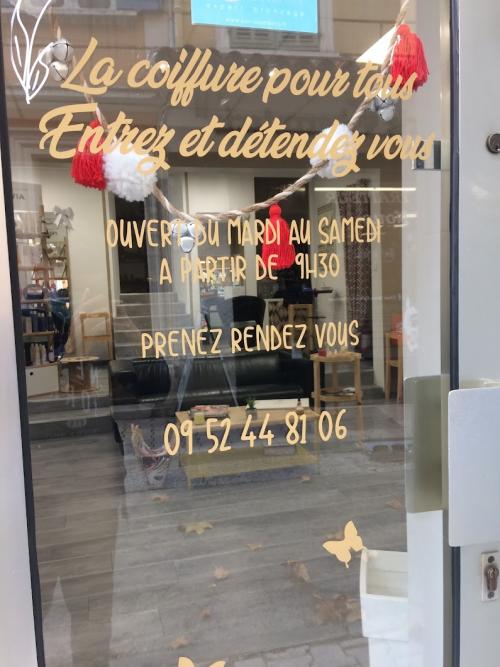 La coiffure pour tous
Entrez et détendez vous
OUVERT DU MARDI AU SAMEDI
A PARTIR DE 9H30
PRENEZ RENDEZ VOUS
09 52 44 81 06